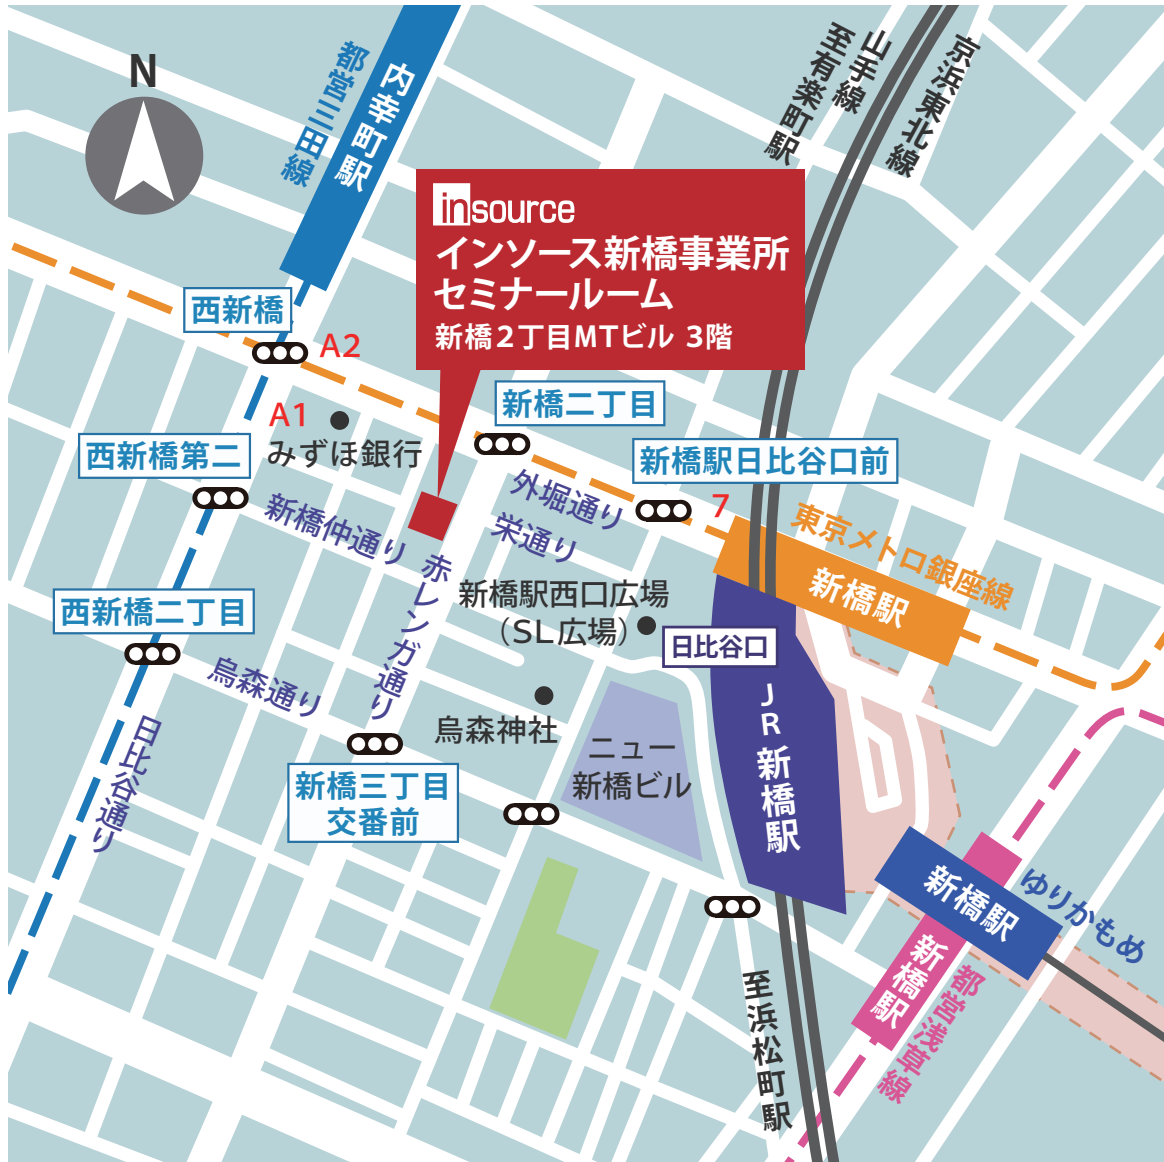 N
都営三田線
内幸町駅
至有楽町駅
山手線
京浜東北線
insource
インソース新橋事業所
セミナールーム
新橋2丁目MTビル 3階
西新橋
A2
A1
みずほ銀行
新橋二丁目
西新橋第二
新橋駅日比谷口前
7
外堀通り
新橋仲通り
栄通り
東京メトロ銀座線
新橋駅
赤レンガ通り
新橋駅西口広場
（SL広場）
日比谷口
西新橋二丁目
烏森通り
烏森神社
ニュー
新橋ビル
JR新橋駅
日比谷通り
新橋三丁目
交番前
新橋駅
ゆりかもめ
新橋駅
都営浅草線
至浜松町駅